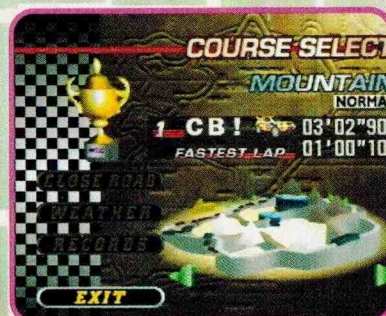 COURSE SELECT
MOUNTAIN
NORMA
1 CB! 03'02"90
FASTEST LAP 01'00"10
CLOSE ROAD
WEATHER
RECORDS
EXIT